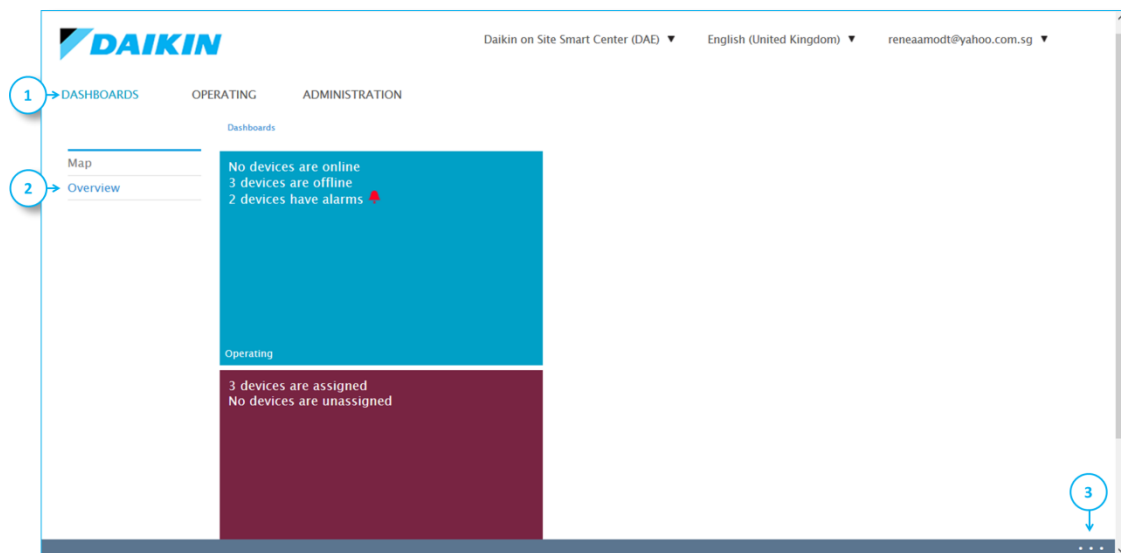 DAIKIN
Daikin on Site Smart Center (DAE) ▼ English (United Kingdom) ▼ reneaamodt@yahoo.com.sg ▼
1 DASHBOARDS OPERATING ADMINISTRATION
Dashboards
Map
2 Overview
No devices are online
3 devices are offline
2 devices have alarms
Operating
3 devices are assigned
No devices are unassigned
3
...